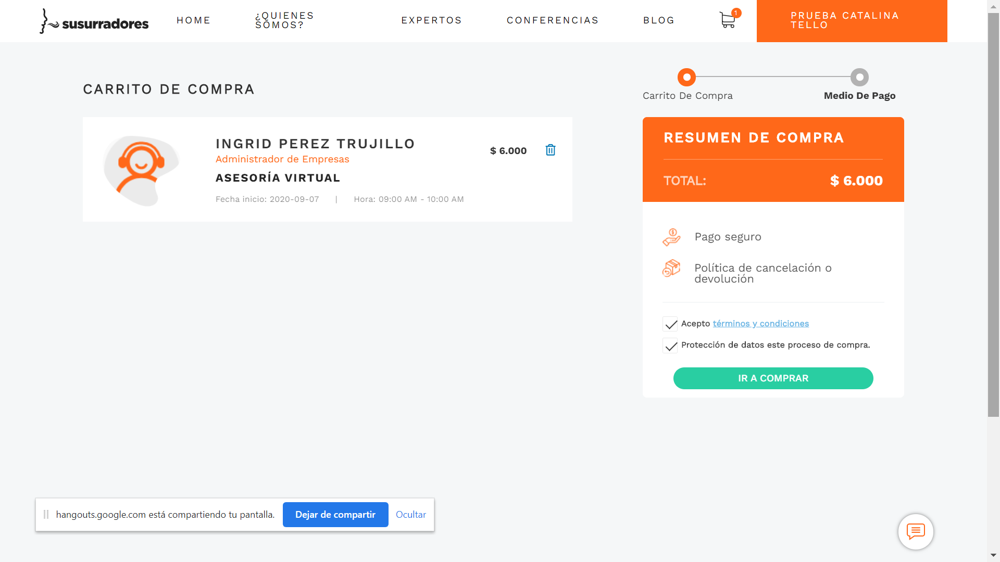 susurradores
HOME
¿QUIENES
SOMOS?
EXPERTOS
CONFERENCIAS
BLOG
1
PRUEBA CATALINA
TELLO
CARRITO DE COMPRA
Carrito De Compra
Medio De Pago
INGRID PEREZ TRUJILLO
Administrador de Empresas
ASESORÍA VIRTUAL
Fecha inicio: 2020-09-07 | Hora: 09:00 AM - 10:00 AM
$ 6.000
RESUMEN DE COMPRA
TOTAL: $ 6.000
Pago seguro
Política de cancelación o
devolución
Acepto términos y condiciones
Protección de datos este proceso de compra.
IR A COMPRAR
hangouts.google.com está compartiendo tu pantalla. Dejar de compartir Ocultar